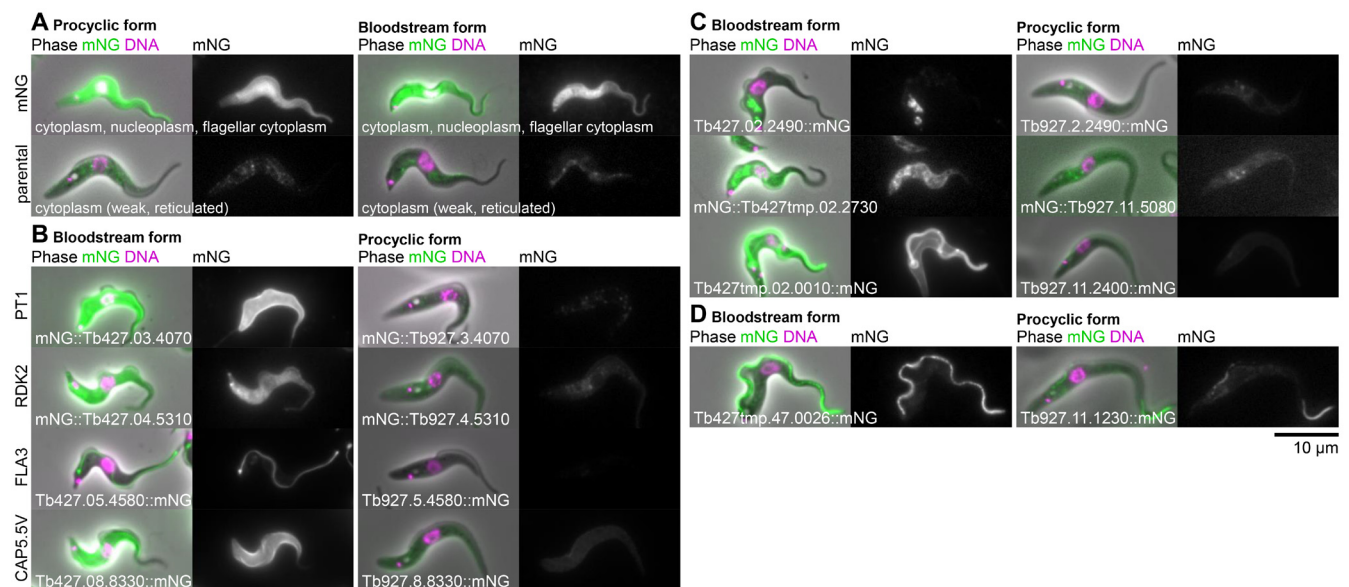 A Procyclic form
Phase mNG DNA mNG
Bloodstream form
Phase mNG DNA mNG
mNG
cytoplasm, nucleoplasm, flagellar cytoplasm
cytoplasm, nucleoplasm, flagellar cytoplasm
parental
cytoplasm (weak, reticulated)
cytoplasm (weak, reticulated)
B Bloodstream form
Phase mNG DNA mNG
Procyclic form
Phase mNG DNA mNG
PT1
mNG::Tb427.03.4070
mNG::Tb927.3.4070
RDK2
mNG::Tb427.04.5310
mNG::Tb927.4.5310
FLA3
Tb427.05.4580::mNG
Tb927.5.4580::mNG
CAP5.5V
Tb427.08.8330::mNG
Tb927.8.8330::mNG
C Bloodstream form
Phase mNG DNA mNG
Procyclic form
Phase mNG DNA mNG
Tb427.02.2490::mNG
Tb927.2.2490::mNG
mNG::Tb427tmp.02.2730
mNG::Tb927.11.5080
Tb427tmp.02.0010::mNG
Tb927.11.2400::mNG
D Bloodstream form
Phase mNG DNA mNG
Procyclic form
Phase mNG DNA mNG
Tb427tmp.47.0026::mNG
Tb927.11.1230::mNG
10 µm